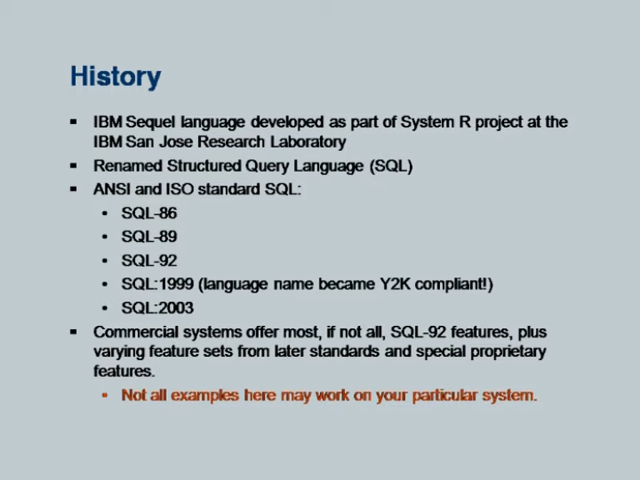 History
▪ IBM Sequel language developed as part of System R project at the
IBM San Jose Research Laboratory
▪ Renamed Structured Query Language (SQL)
▪ ANSI and ISO standard SQL:
• SQL-86
• SQL-89
• SQL-92
• SQL:1999 (language name became Y2K compliant!)
• SQL:2003
▪ Commercial systems offer most, if not all, SQL-92 features, plus
varying feature sets from later standards and special proprietary
features.
• Not all examples here may work on your particular system.